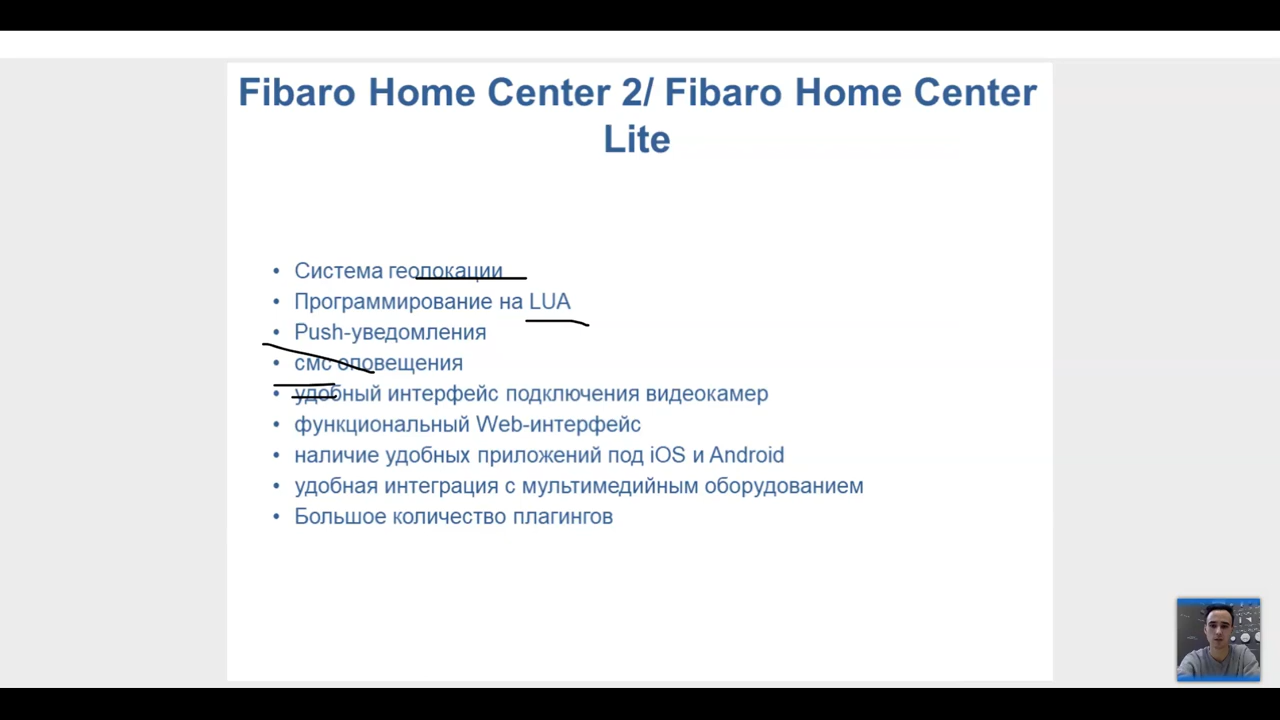 Fibaro Home Center 2/ Fibaro Home Center
Lite
• Система геолокации
• Программирование на LUA
• Push-уведомления
• смс оповещения
• удобный интерфейс подключения видеокамер
• функциональный Web-интерфейс
• наличие удобных приложений под iOS и Android
• удобная интеграция с мультимедийным оборудованием
• Большое количество плагингов